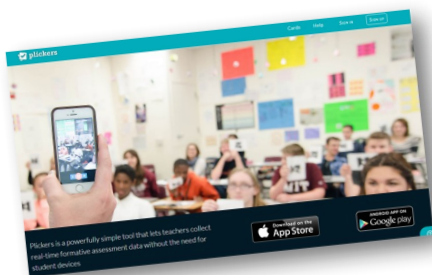 plickers
Cards Help Sign in Sign up
Plickers is a powerfully simple tool that lets teachers collect
real-time formative assessment data without the need for
student devices
Download on the
App Store
ANDROID APP ON
Google play